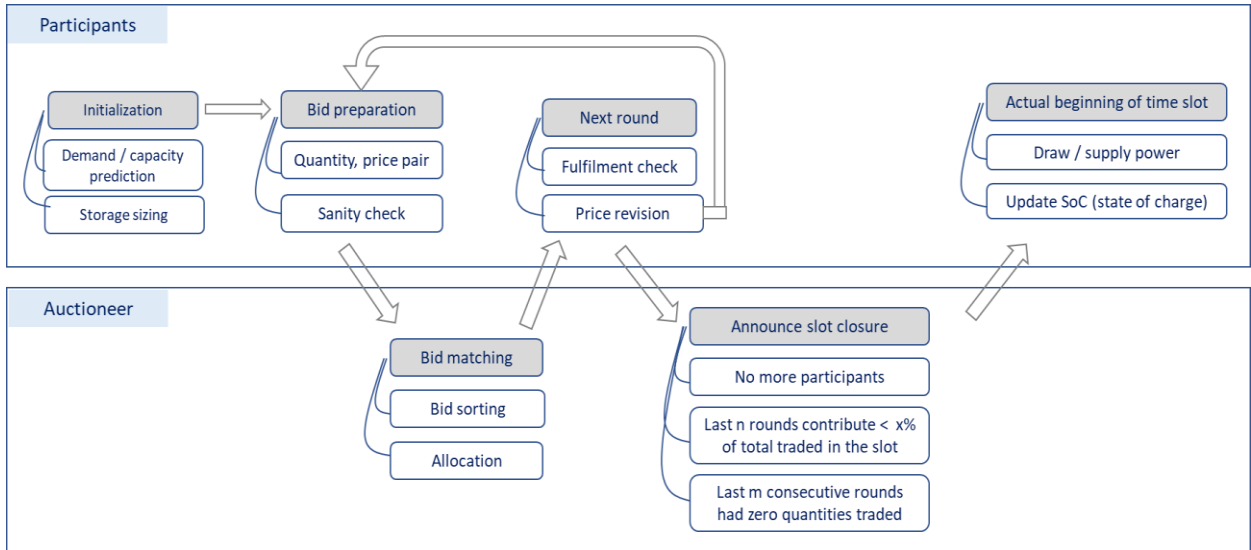 Participants
Initialization
Demand / capacity
prediction
Storage sizing
Bid preparation
Quantity, price pair
Sanity check
Next round
Fulfilment check
Price revision
Actual beginning of time slot
Draw / supply power
Update SoC (state of charge)
Auctioneer
Bid matching
Bid sorting
Allocation
Announce slot closure
No more participants
Last n rounds contribute < x%
of total traded in the slot
Last m consecutive rounds
had zero quantities traded